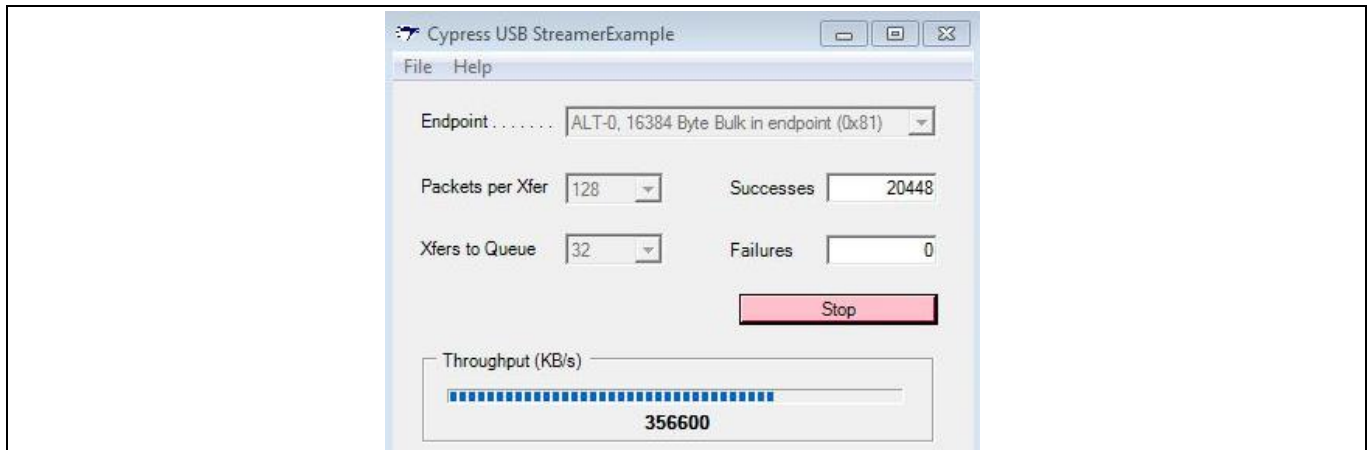 Cypress USB StreamerExample
File Help
Endpoint . . . . . . . ALT-0, 16384 Byte Bulk in endpoint (0x81)
Packets per Xfer 128 Successes 20448
Xfers to Queue 32 Failures 0
Stop
Throughput (KB/s)
356600